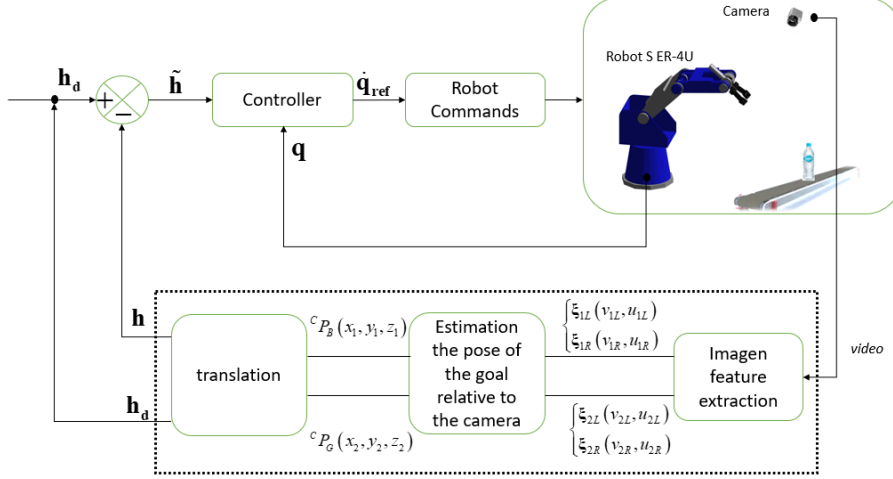 Camera
Robot S ER-4U
h_d
+
−
h̃
Controller
q̇_ref
Robot
Commands
q
h
h_d
translation
^C P_B (x_1, y_1, z_1)
^C P_G (x_2, y_2, z_2)
Estimation
the pose of
the goal
relative to
the camera
ξ_1L (v_1L, u_1L)
ξ_1R (v_1R, u_1R)
ξ_2L (v_2L, u_2L)
ξ_2R (v_2R, u_2R)
Imagen
feature
extraction
video